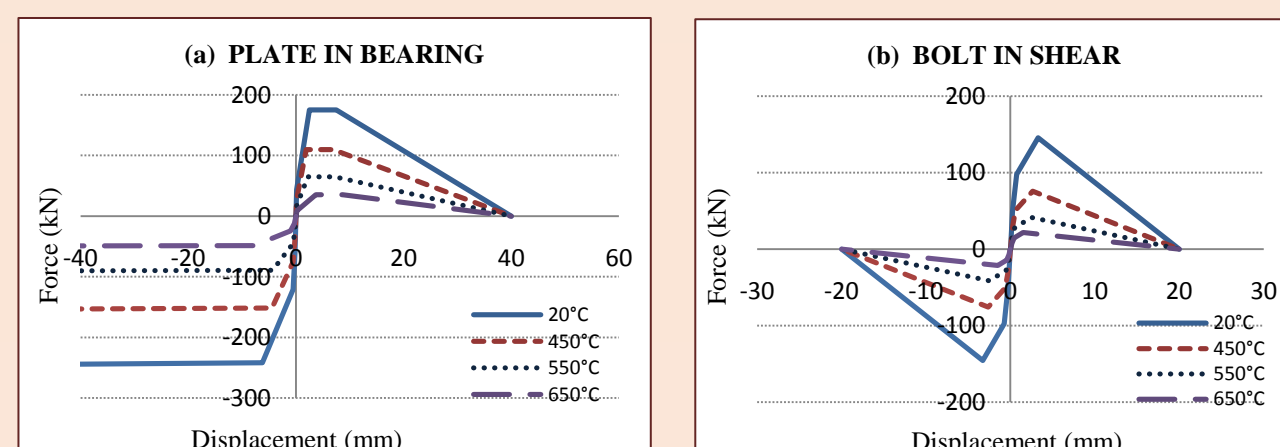 (a) PLATE IN BEARING
200
100
0
-100
-200
-300
-40
-20
0
20
40
60
Force (kN)
Displacement (mm)
20°C
450°C
550°C
650°C
(b) BOLT IN SHEAR
200
100
0
-100
-200
-30
-20
-10
0
10
20
30
Force (kN)
Displacement (mm)
20°C
450°C
550°C
650°C